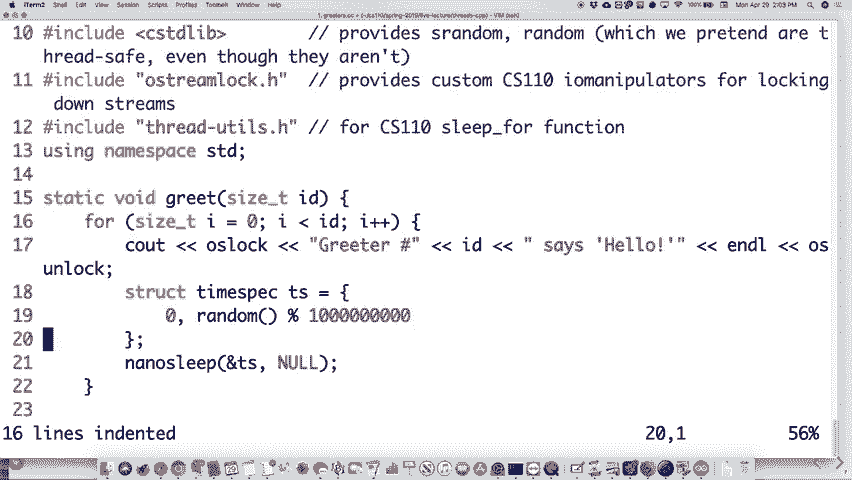 iTerm2 Shell Edit View Session Scripts Profiles Toolbelt Window Help 100% Mon Apr 29 2:03 PM
10 #include <cstdlib>        // provides srandom, random (which we pretend are t
hread-safe, even though they aren't)
11 #include "ostreamlock.h"  // provides custom CS110 iomanipulators for locking
 down streams
12 #include "thread-utils.h" // for CS110 sleep_for function
13 using namespace std;
14
15 static void greet(size_t id) {
16     for (size_t i = 0; i < id; i++) {
17         cout << oslock << "Greeter #" << id << " says 'Hello!'" << endl << os
unlock;
18         struct timespec ts = {
19             0, random() % 1000000000
20         };
21         nanosleep(&ts, NULL);
22     }
23
16 lines indented                                              20,1           56%